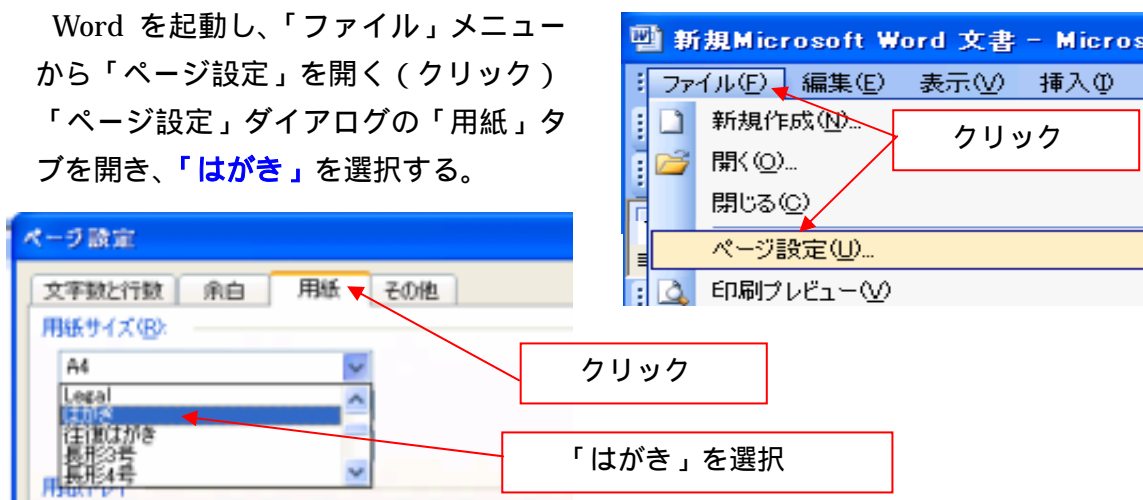 Word を起動し、「ファイル」メニュー
から「ページ設定」を開く（クリック）
「ページ設定」ダイアログの「用紙」タ
ブを開き、「はがき」を選択する。
新規Microsoft Word 文書 - Micros
ファイル(F) 編集(E) 表示(V) 挿入(I)
新規作成(N)...
開く(O)...
閉じる(C)
ページ設定(U)...
印刷プレビュー(V)
クリック
ページ設定
文字数と行数 余白 用紙 その他
用紙サイズ(R):
A4
Legal
はがき
往復はがき
長形3号
長形4号
用紙トレイ
クリック
「はがき」を選択